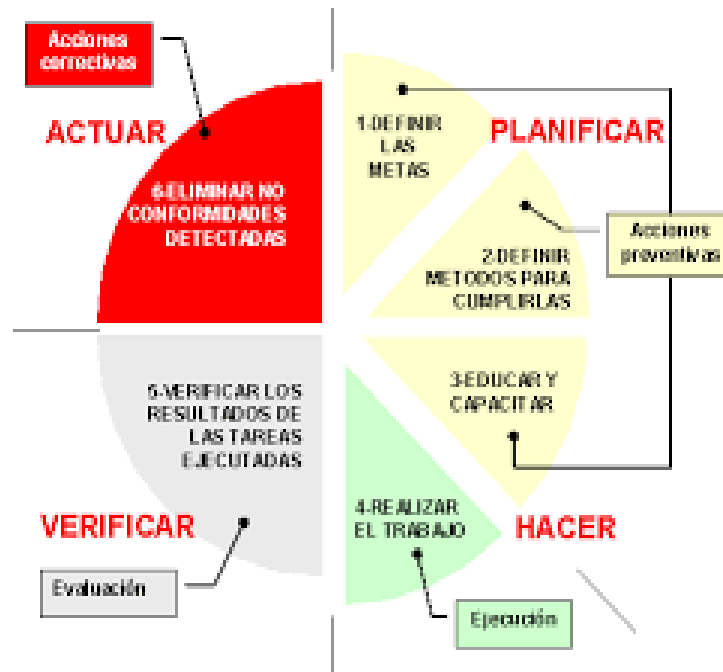 Acciones
correctivas
ACTUAR
6-ELIMINAR NO
CONFORMIDADES
DETECTADAS
1-DEFINIR
LAS
METAS
PLANIFICAR
2-DEFINIR
METODOS PARA
CUMPLIRLAS
Acciones
preventivas
3-EDUCAR Y
CAPACITAR
4-REALIZAR
EL TRABAJO
HACER
Ejecución
5-VERIFICAR LOS
RESULTADOS DE
LAS TAREAS
EJECUTADAS
VERIFICAR
Evaluación